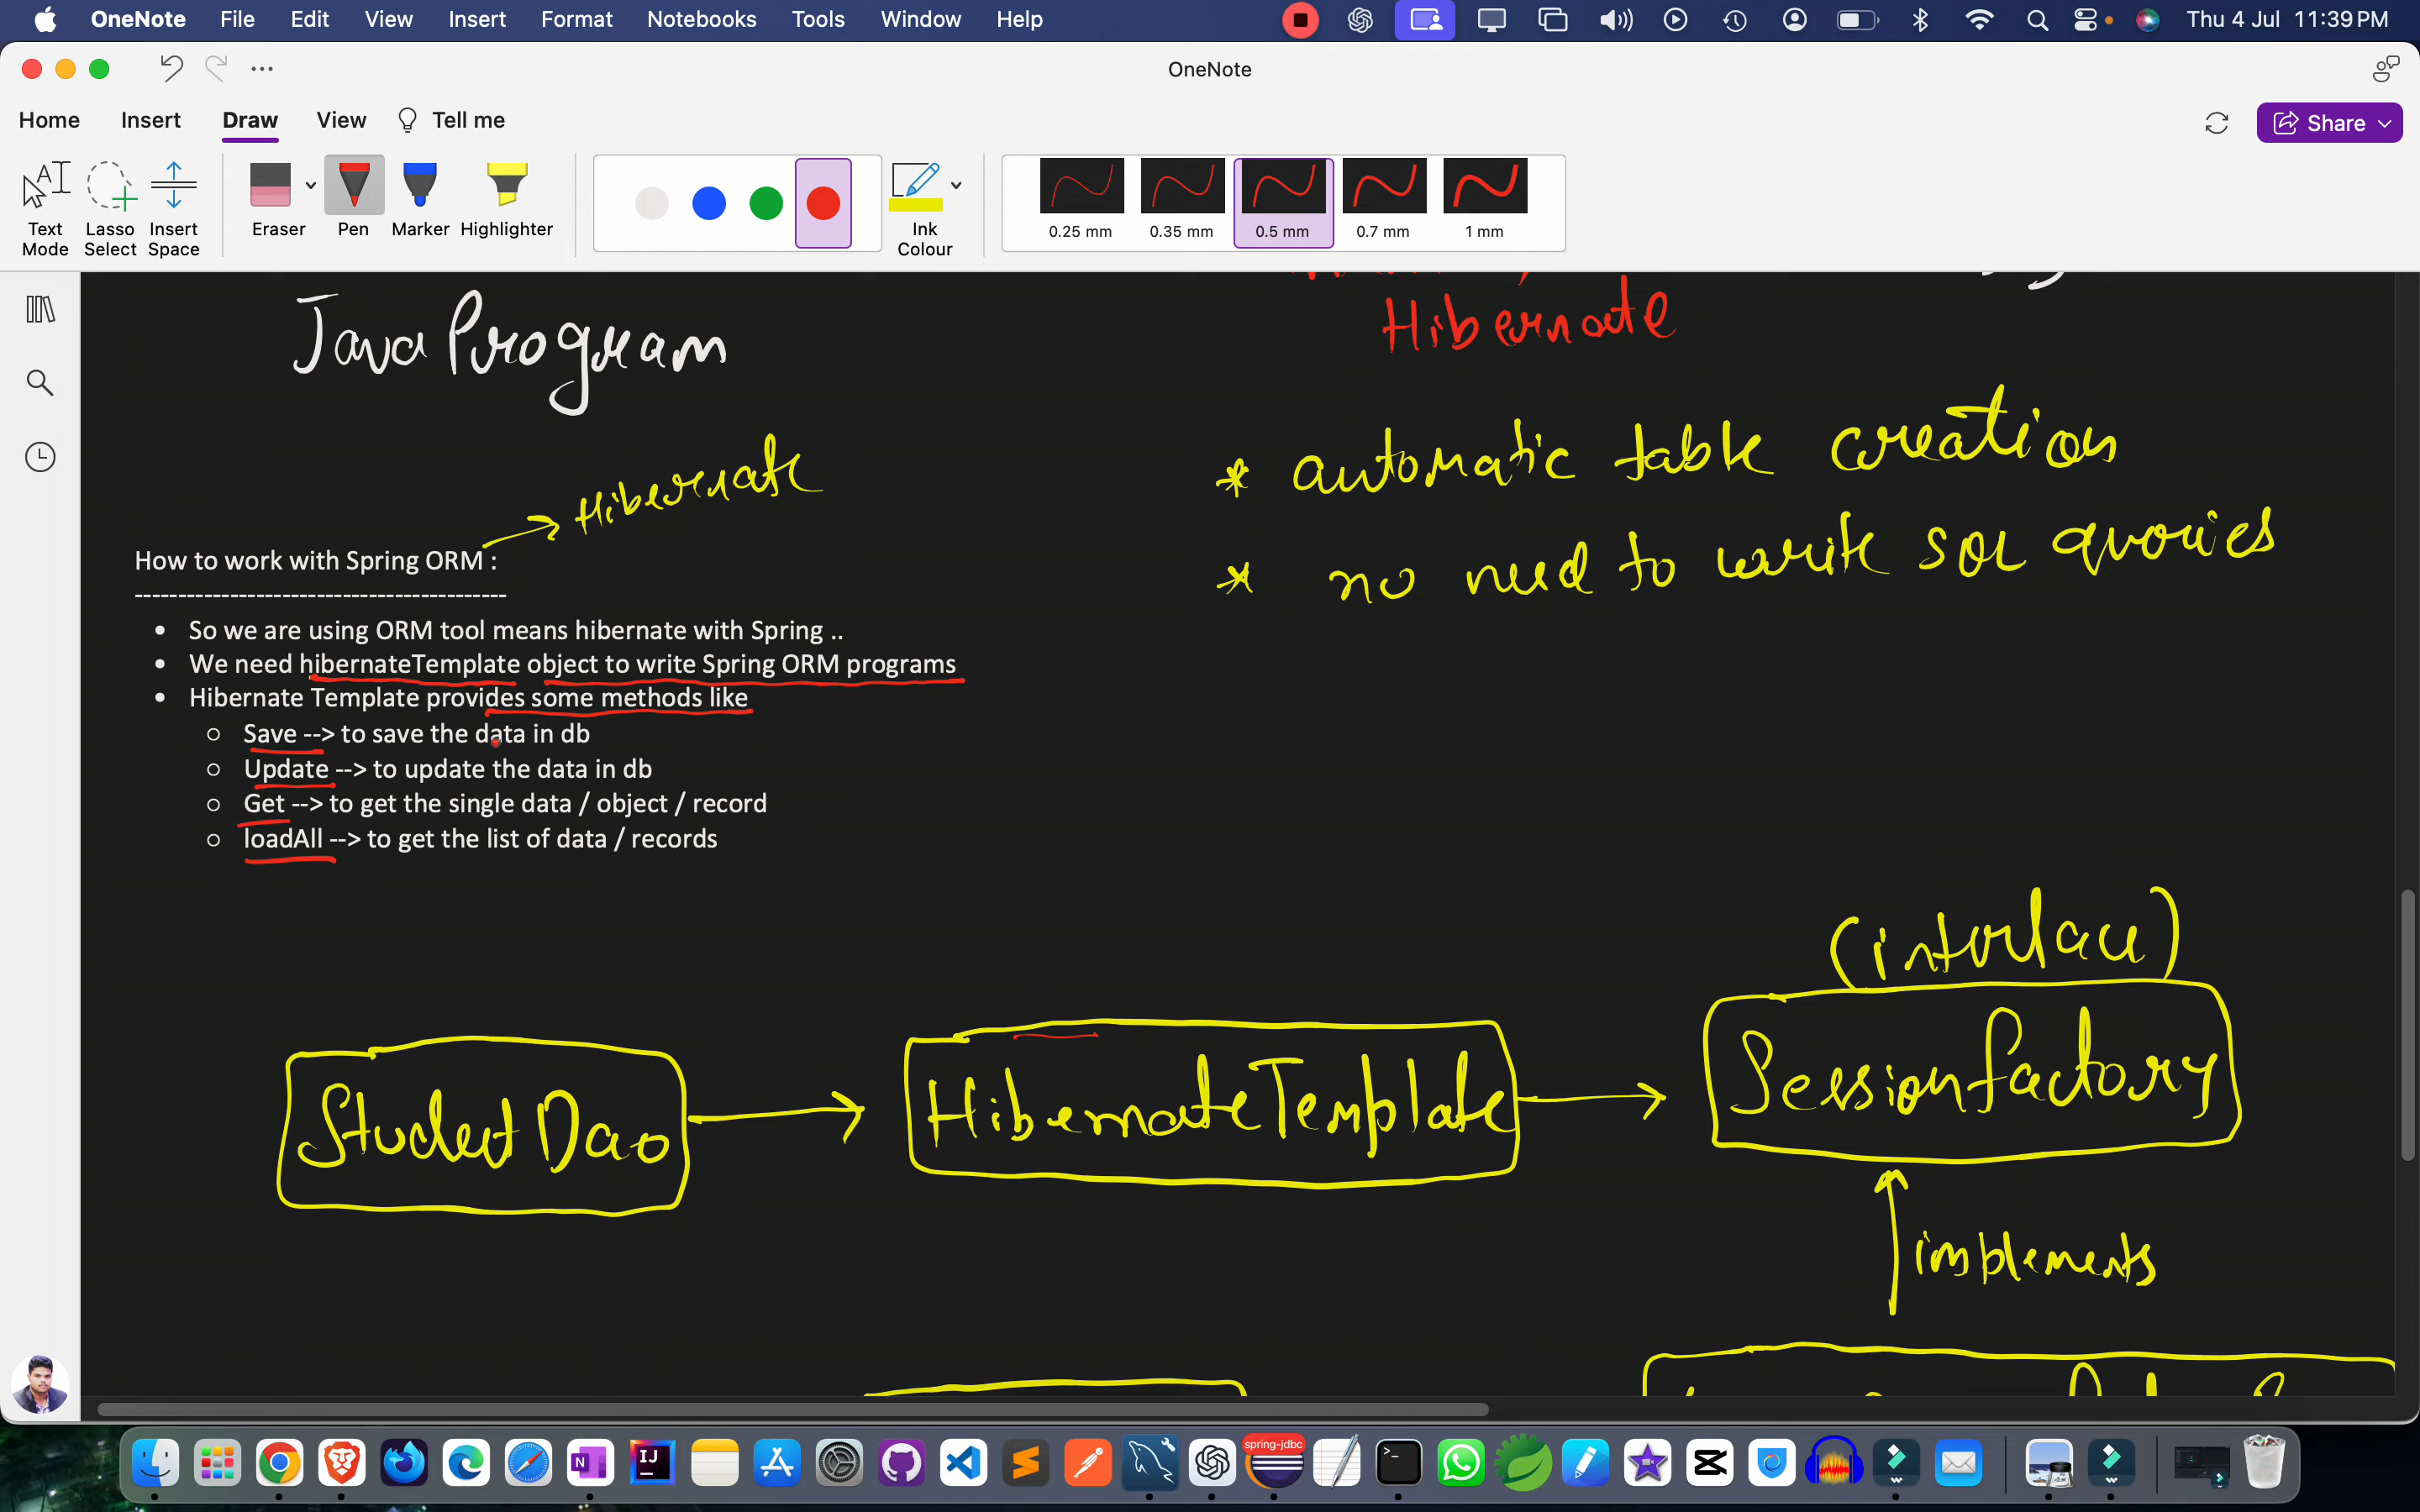 OneNote File Edit View Insert Format Notebooks Tools Window Help Thu 4 Jul 11:39 PM
OneNote
Home Insert Draw View Tell me Share
Text Mode Lasso Select Insert Space Eraser Pen Marker Highlighter Ink Colour 0.25 mm 0.35 mm 0.5 mm 0.7 mm 1 mm
Java Program
Hibernate
Hibernate
* automatic table creation
* no need to write SQL quories
How to work with Spring ORM :
-------------------------------------------
• So we are using ORM tool means hibernate with Spring ..
• We need hibernateTemplate object to write Spring ORM programs
• Hibernate Template provides some methods like
○ Save --> to save the data in db
○ Update --> to update the data in db
○ Get --> to get the single data / object / record
○ loadAll --> to get the list of data / records
(interface)
StudentDao
HibernateTemplate
SessionFactory
implements
spring-jdbc